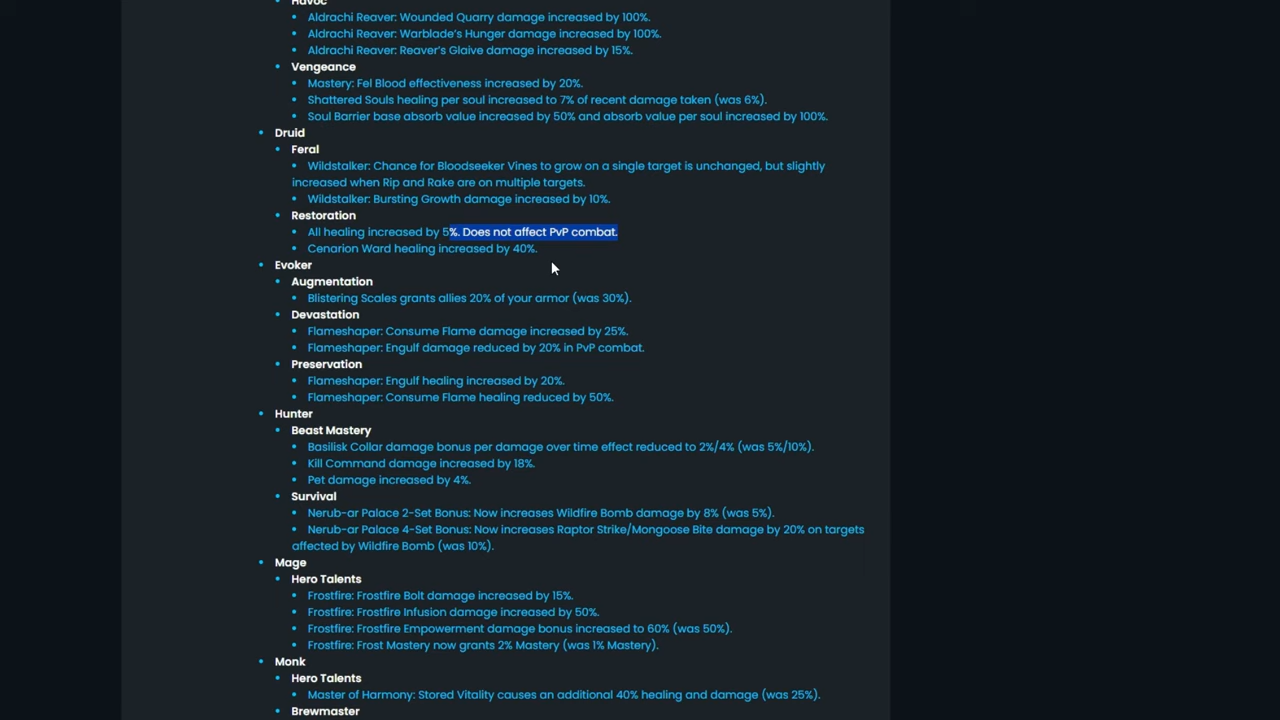 Havoc
Aldrachi Reaver: Wounded Quarry damage increased by 100%.
Aldrachi Reaver: Warblade's Hunger damage increased by 100%.
Aldrachi Reaver: Reaver's Glaive damage increased by 15%.
Vengeance
Mastery: Fel Blood effectiveness increased by 20%.
Shattered Souls healing per soul increased to 7% of recent damage taken (was 6%).
Soul Barrier base absorb value increased by 50% and absorb value per soul increased by 100%.
Druid
Feral
Wildstalker: Chance for Bloodseeker Vines to grow on a single target is unchanged, but slightly
increased when Rip and Rake are on multiple targets.
Wildstalker: Bursting Growth damage increased by 10%.
Restoration
All healing increased by 5%. Does not affect PvP combat.
Cenarion Ward healing increased by 40%.
Evoker
Augmentation
Blistering Scales grants allies 20% of your armor (was 30%).
Devastation
Flameshaper: Consume Flame damage increased by 25%.
Flameshaper: Engulf damage reduced by 20% in PvP combat.
Preservation
Flameshaper: Engulf healing increased by 20%.
Flameshaper: Consume Flame healing reduced by 50%.
Hunter
Beast Mastery
Basilisk Collar damage bonus per damage over time effect reduced to 2%/4% (was 5%/10%).
Kill Command damage increased by 18%.
Pet damage increased by 4%.
Survival
Nerub-ar Palace 2-Set Bonus: Now increases Wildfire Bomb damage by 8% (was 5%).
Nerub-ar Palace 4-Set Bonus: Now increases Raptor Strike/Mongoose Bite damage by 20% on targets
affected by Wildfire Bomb (was 10%).
Mage
Hero Talents
Frostfire: Frostfire Bolt damage increased by 15%.
Frostfire: Frostfire Infusion damage increased by 50%.
Frostfire: Frostfire Empowerment damage bonus increased to 60% (was 50%).
Frostfire: Frost Mastery now grants 2% Mastery (was 1% Mastery).
Monk
Hero Talents
Master of Harmony: Stored Vitality causes an additional 40% healing and damage (was 25%).
Brewmaster